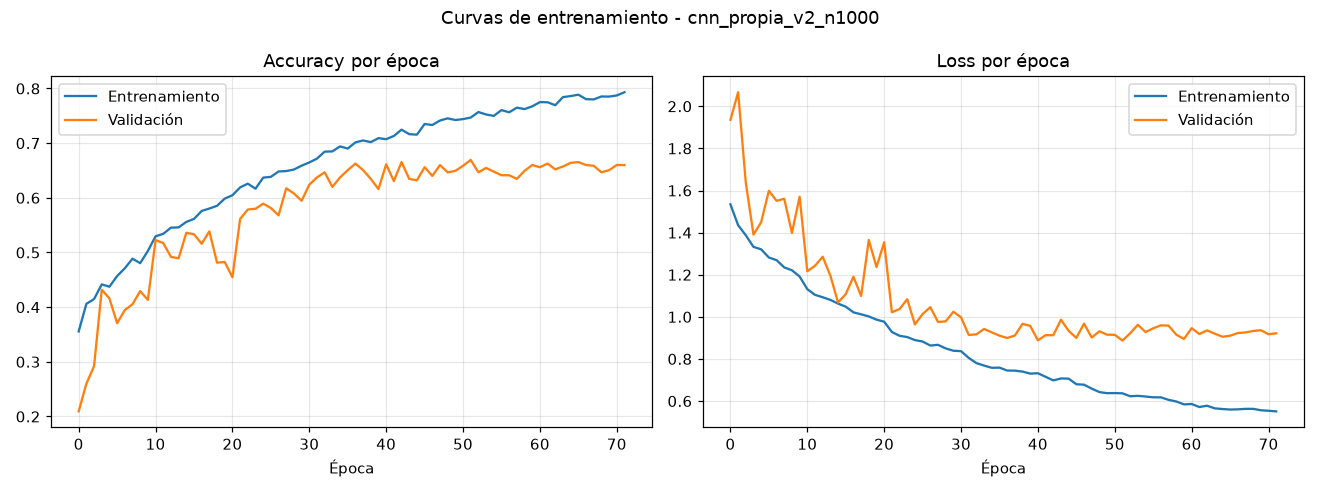 Curvas de entrenamiento - cnn_propia_v2_n1000
Accuracy por época
Entrenamiento
Validación
0.8
0.7
0.6
0.5
0.4
0.3
0.2
0 10 20 30 40 50 60 70
Época
Loss por época
Entrenamiento
Validación
2.0
1.8
1.6
1.4
1.2
1.0
0.8
0.6
0 10 20 30 40 50 60 70
Época